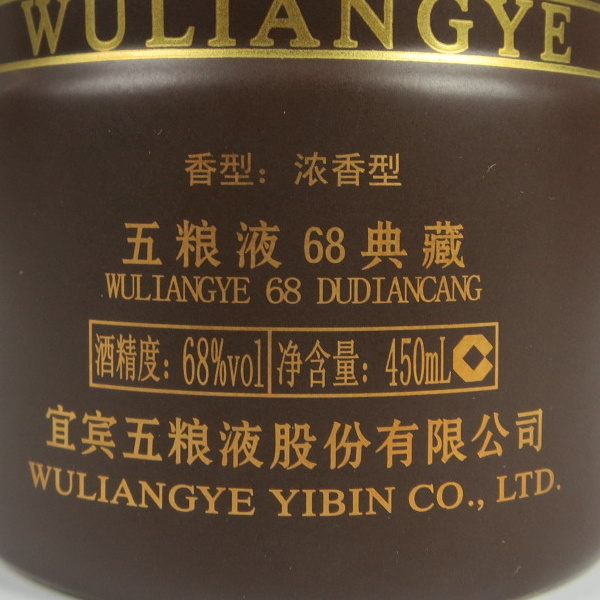 WULIANGYE
香型：浓香型
五粮液 68 典藏
WULIANGYE 68 DUDIANCANG
酒精度：68%vol 净含量：450mL
宜宾五粮液股份有限公司
WULIANGYE YIBIN CO., LTD.